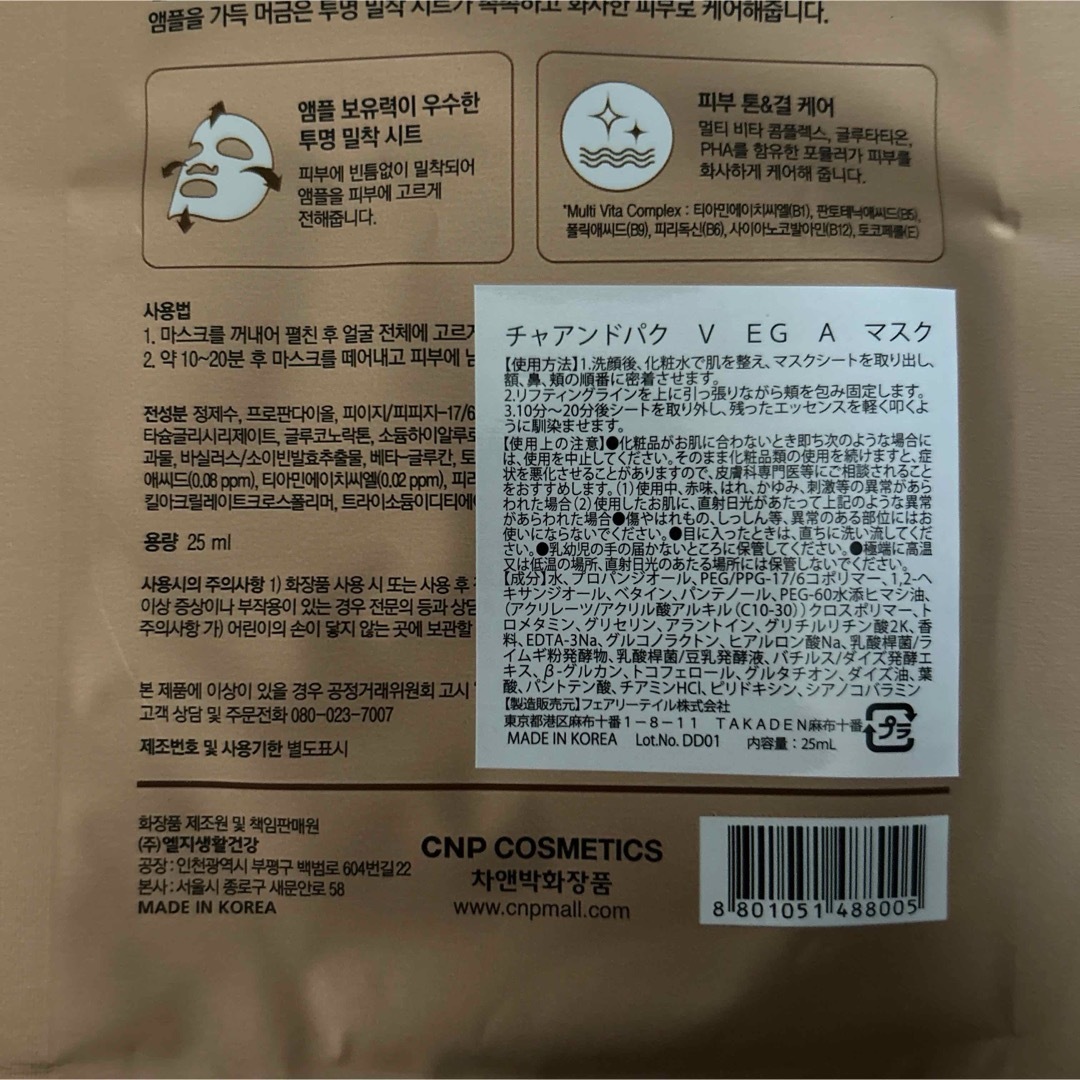 앰플을 가득 머금은 투명 밀착 시트가 촉촉하고 화사한 피부로 케어해줍니다.
앰플 보유력이 우수한
투명 밀착 시트
피부에 빈틈없이 밀착되어
앰플을 피부에 고르게
전해줍니다.
피부 톤&결 케어
멀티 비타 콤플렉스, 글루타티온,
PHA를 함유한 포뮬러가 피부를
화사하게 케어해 줍니다.
*Multi Vita Complex : 티아민에이치씨엘(B1), 판토테닉애씨드(B5),
폴릭애씨드(B9), 피리독신(B6), 사이아노코발아민(B12), 토코페롤(E)
사용법
1. 마스크를 꺼내어 펼친 후 얼굴 전체에 고르게
2. 약 10~20분 후 마스크를 떼어내고 피부에 남
전성분 정제수, 프로판다이올, 피이지/피피지-17/6
타슘글리시리제이트, 글루코노락톤, 소듐하이알루로
과물, 바실러스/소이빈발효추출물, 베타-글루칸, 토
애씨드(0.08 ppm), 티아민에이치씨엘(0.02 ppm), 피리
킬아크릴레이트크로스폴리머, 트라이소듐이디티에이
용량 25 ml
사용시의 주의사항 1) 화장품 사용 시 또는 사용 후
이상 증상이나 부작용이 있는 경우 전문의 등과 상담
주의사항 가) 어린이의 손이 닿지 않는 곳에 보관할
본 제품에 이상이 있을 경우 공정거래위원회 고시
고객 상담 및 주문전화 080-023-7007
제조번호 및 사용기한 별도표시
チャアンドパク V EG A マスク
【使用方法】1.洗顔後、化粧水で肌を整え、マスクシートを取り出し、
額、鼻、頬の順番に密着させます。
2.リフティングラインを上に引っ張りながら頬を包み固定します。
3.10分～20分後シートを取り外し、残ったエッセンスを軽く叩くよ
うに馴染ませます。
【使用上の注意】●化粧品がお肌に合わないとき即ち次のような場合に
は、使用を中止してください。そのまま化粧品類の使用を続けますと、症
状を悪化させることがありますので、皮膚科専門医等にご相談されること
をおすすめします。(1)使用中、赤味、はれ、かゆみ、刺激等の異常があら
われた場合(2)使用したお肌に、直射日光があたって上記のような異常
があらわれた場合●傷やはれもの、しっしん等、異常のある部位にはお
使いにならないでください。●目に入ったときは、直ちに洗い流してくだ
さい。●乳幼児の手の届かないところに保管してください。●極端に高温
又は低温の場所、直射日光のあたる場所には保管しないでください。
【成分】水、プロパンジオール、PEG/PPG-17/6コポリマー、1,2-ヘ
キサンジオール、ベタイン、パンテノール、PEG-60水添ヒマシ油、
(アクリレーツ/アクリル酸アルキル(C10-30))クロスポリマー、ト
ロメタミン、グリセリン、アラントイン、グリチルリチン酸2K、香
料、EDTA-3Na、グルコノラクトン、ヒアルロン酸Na、乳酸桿菌/ラ
イムギ粉発酵物、乳酸桿菌/豆乳発酵液、バチルス/ダイズ発酵エ
キス、β-グルカン、トコフェロール、グルタチオン、ダイズ油、葉
酸、パントテン酸、チアミンHCl、ピリドキシン、シアノコバラミン
【製造販売元】フェアリーテイル株式会社
東京都港区麻布十番1-8-11 TAKADEN麻布十番
MADE IN KOREA Lot.No. DD01 内容量:25mL
プラ
화장품 제조원 및 책임판매원
(주)엘지생활건강
공장 : 인천광역시 부평구 백범로 604번길 22
본사 : 서울시 종로구 새문안로 58
MADE IN KOREA
CNP COSMETICS
차앤박화장품
www.cnpmall.com
8 801051 488005